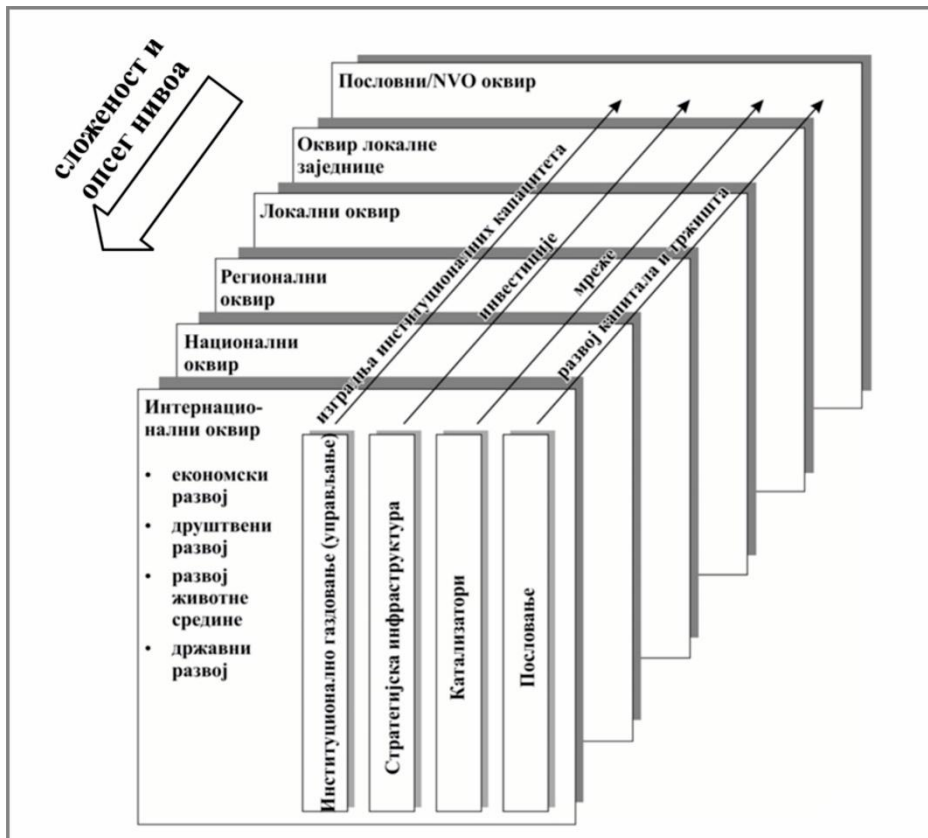 сложеност и
опсег нивоа
Пословни/NVO оквир
Оквир локалне
заједнице
Локални оквир
Регионални
оквир
Национални
оквир
Интернацио-
нални оквир
• економски
развој
• друштвени
развој
• развој
животне
средине
• државни
развој
изградња институционалних капацитета
инвестиције
мреже
развој капитала и тржишта
Институционално газдовање (управљање)
Стратегијска инфраструктура
Катализатори
Пословање